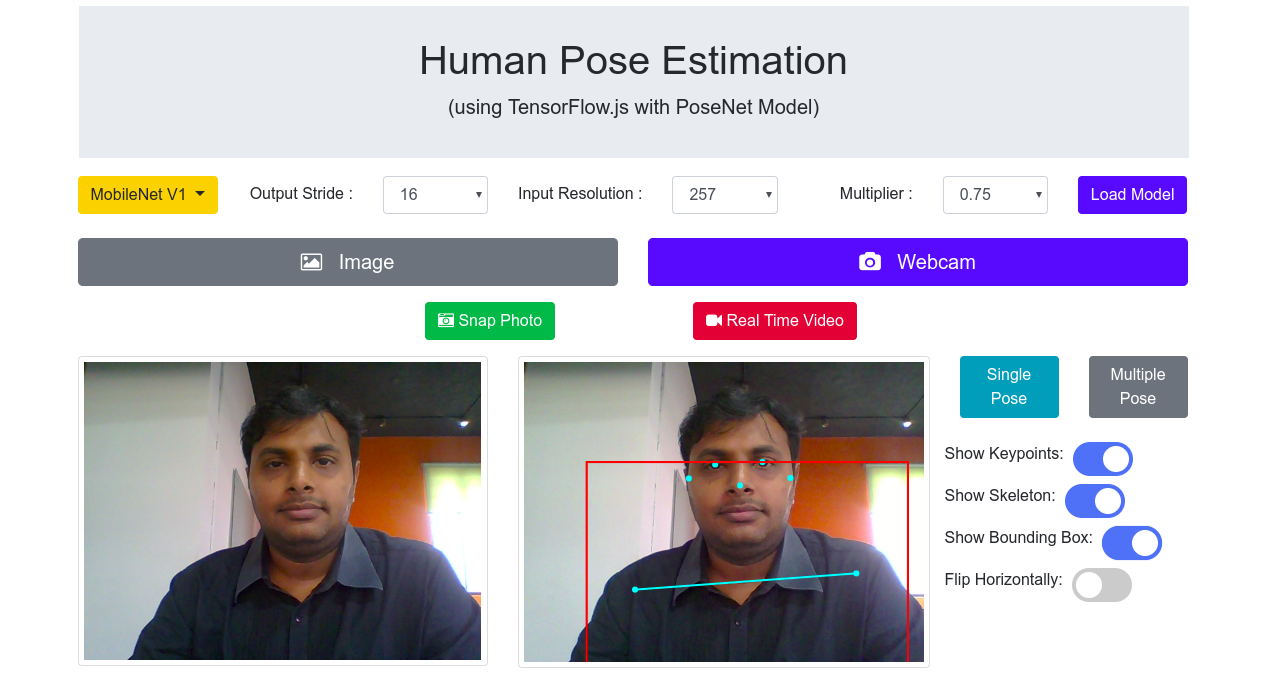 Human Pose Estimation
(using TensorFlow.js with PoseNet Model)
MobileNet V1
Output Stride :
16
Input Resolution :
257
Multiplier :
0.75
Load Model
Image
Webcam
Snap Photo
Real Time Video
Single
Pose
Multiple
Pose
Show Keypoints:
Show Skeleton:
Show Bounding Box:
Flip Horizontally: